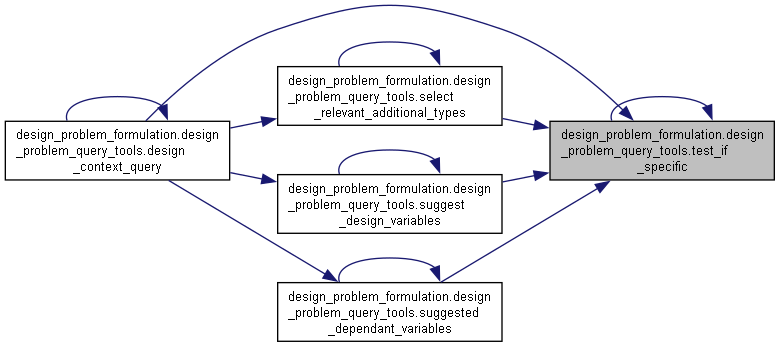 design_problem_formulation.design
_problem_query_tools.select
_relevant_additional_types
design_problem_formulation.design
_problem_query_tools.design
_context_query
design_problem_formulation.design
_problem_query_tools.test_if
_specific
design_problem_formulation.design
_problem_query_tools.suggest
_design_variables
design_problem_formulation.design
_problem_query_tools.suggested
_dependant_variables